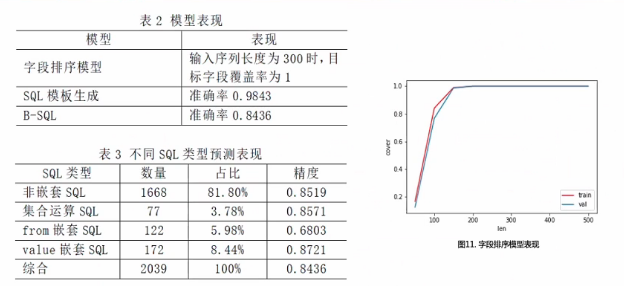 表 2 模型表现
模型 表现
字段排序模型 输入序列长度为 300 时，目
标字段覆盖率为 1
SQL 模板生成 准确率 0.9843
B-SQL 准确率 0.8436
表 3 不同 SQL 类型预测表现
SQL 类型 数量 占比 精度
非嵌套 SQL 1668 81.80% 0.8519
集合运算 SQL 77 3.78% 0.8571
from 嵌套 SQL 122 5.98% 0.6803
value 嵌套 SQL 172 8.44% 0.8721
综合 2039 100% 0.8436
1.0
0.8
0.6
0.4
0.2
cover
100 200 300 400 500
len
train
val
图11. 字段排序模型表现